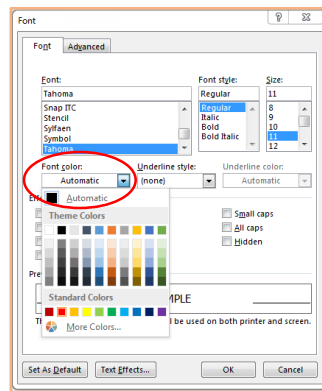 Font
Font Advanced
Font: Font style: Size:
Tahoma Regular 11
Snap ITC Regular 8
Stencil Italic 9
Sylfaen Bold 10
Symbol Bold Italic 11
Tahoma 12
Font color: Underline style: Underline color:
Automatic (none) Automatic
Automatic
Theme Colors
Small caps
All caps
Hidden
Standard Colors
MPLE
More Colors...
be used on both printer and screen.
Set As Default Text Effects... OK Cancel